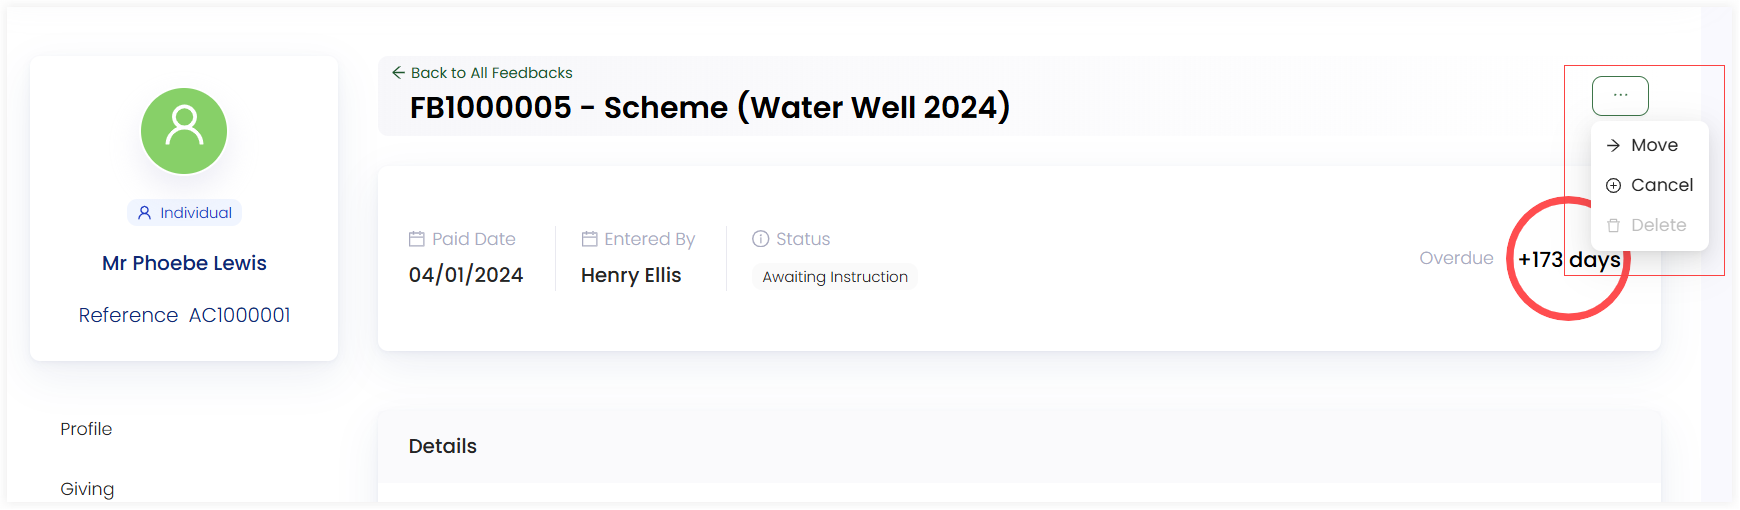 Individual
Mr Phoebe Lewis
Reference AC1000001
Profile
Giving
Back to All Feedbacks
FB1000005 - Scheme (Water Well 2024)
...
Move
Cancel
Delete
Paid Date
04/01/2024
Entered By
Henry Ellis
Status
Awaiting Instruction
Overdue
+173 days
Details